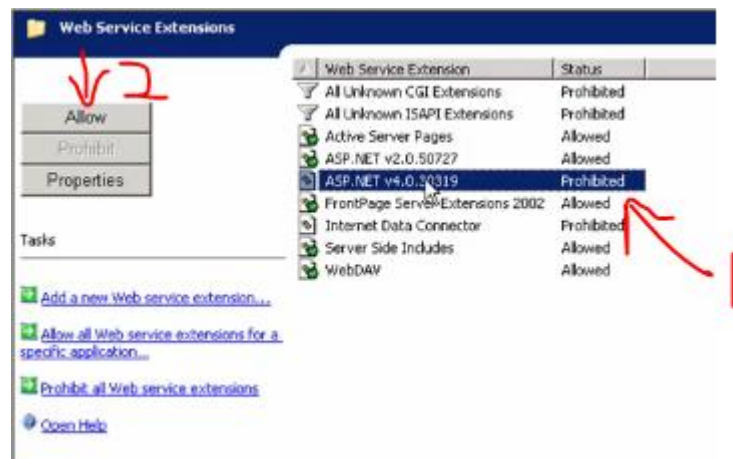 Web Service Extensions
2
Allow
Prohibit
Properties
Tasks
Add a new Web service extension...
Allow all Web service extensions for a
specific application...
Prohibit all Web service extensions
Open Help
Web Service Extension Status
All Unknown CGI Extensions Prohibited
All Unknown ISAPI Extensions Prohibited
Active Server Pages Allowed
ASP.NET v2.0.50727 Allowed
ASP.NET v4.0.30319 Prohibited
FrontPage Server Extensions 2002 Allowed
Internet Data Connector Prohibited
Server Side Includes Allowed
WebDAV Allowed